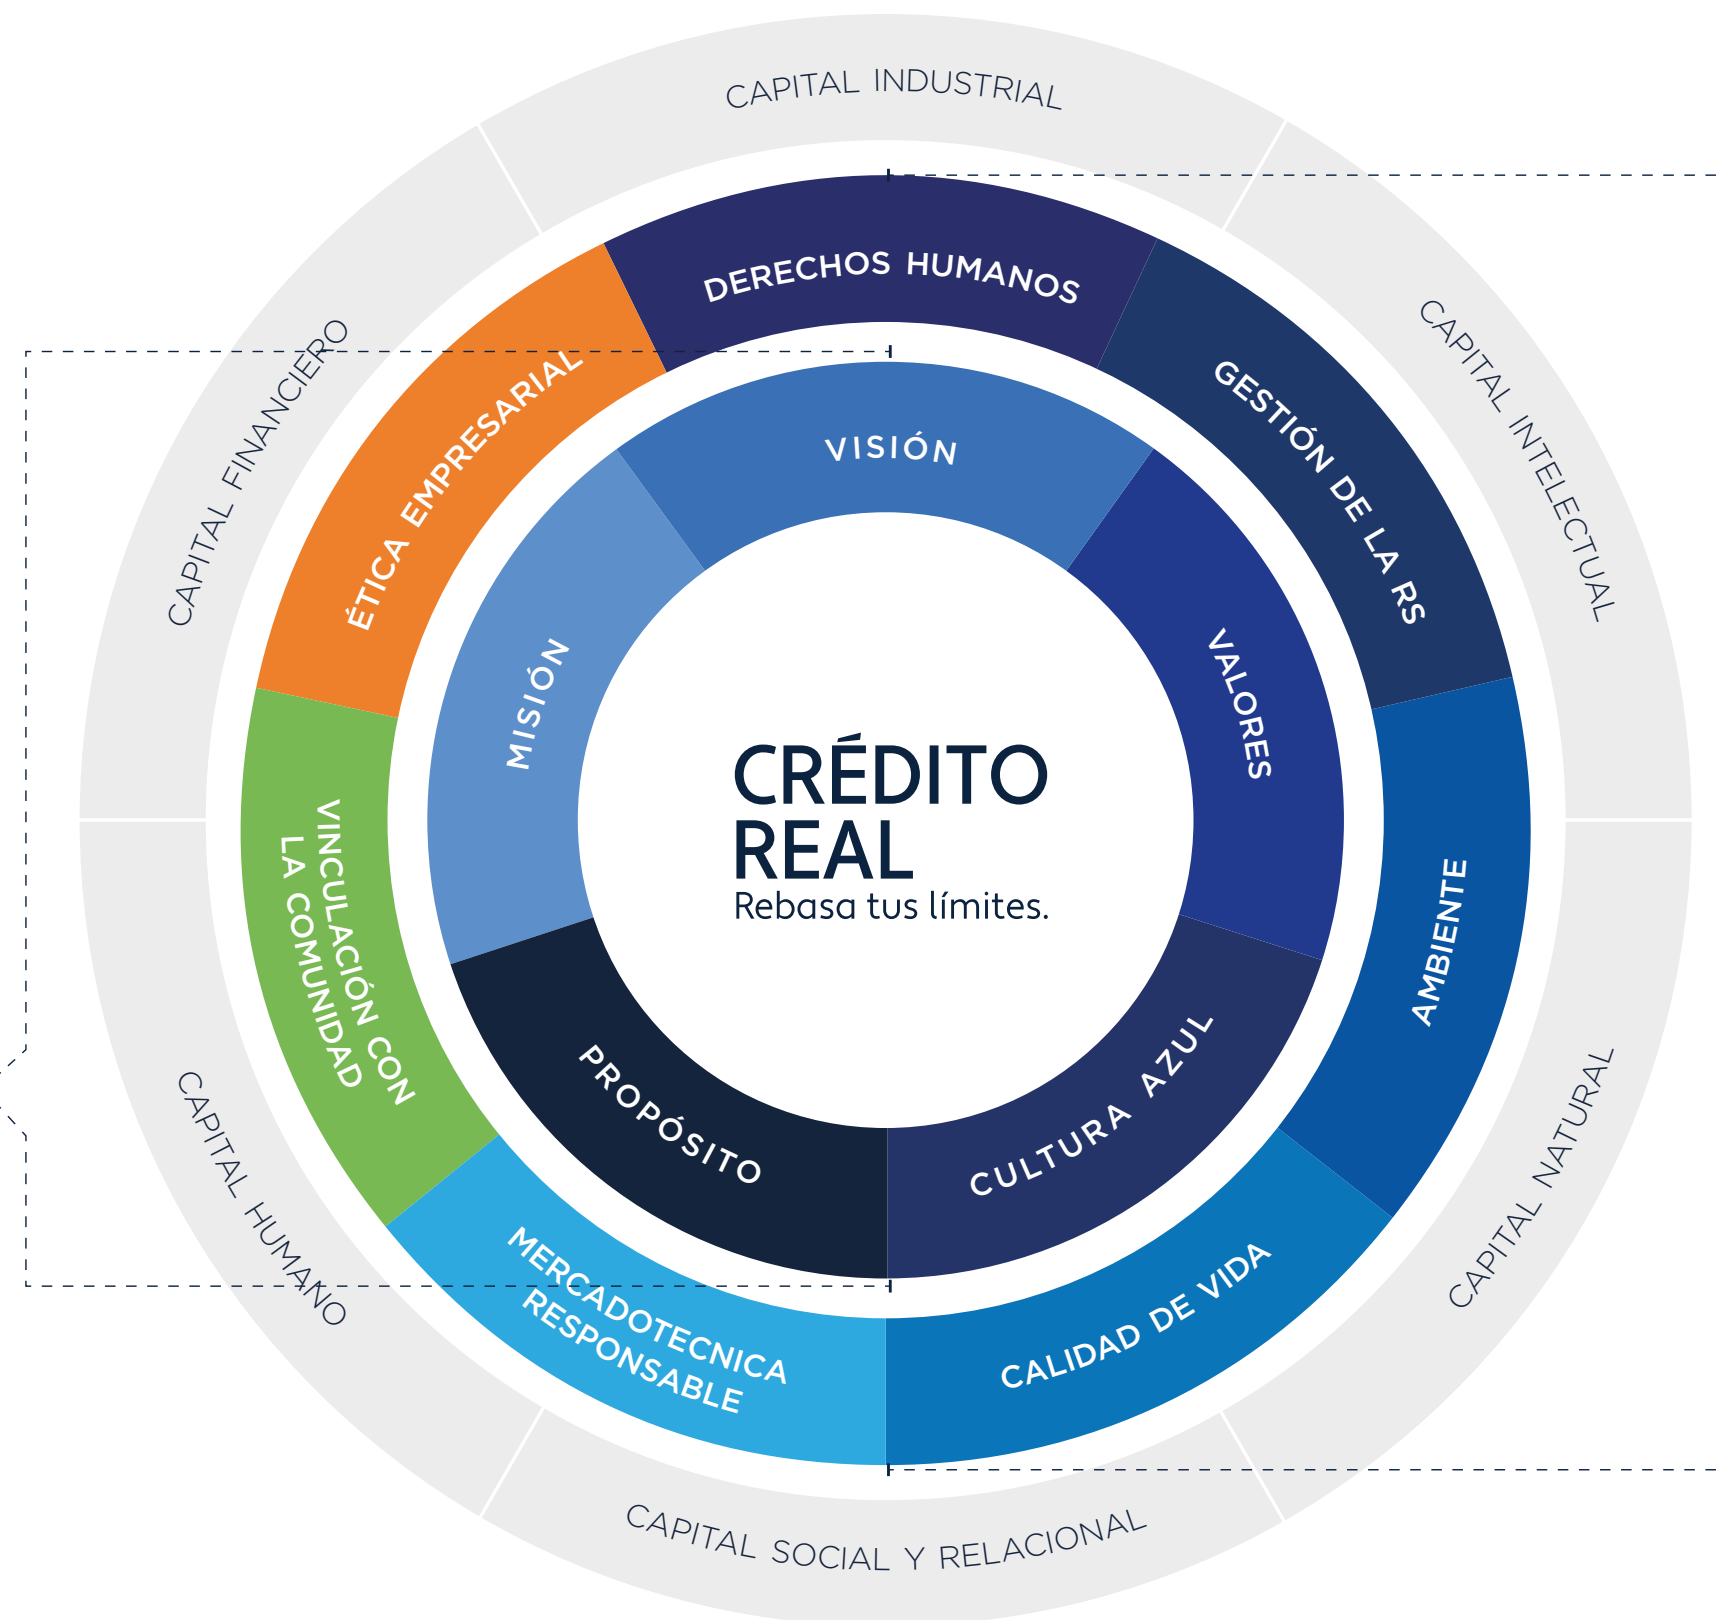 CAPITAL INDUSTRIAL
CAPITAL INTELECTUAL
CAPITAL NATURAL
CAPITAL SOCIAL Y RELACIONAL
CAPITAL HUMANO
CAPITAL FINANCIERO
DERECHOS HUMANOS
GESTIÓN DE LA RS
AMBIENTE
CALIDAD DE VIDA
MERCADOTECNICA
RESPONSABLE
VINCULACIÓN CON
LA COMUNIDAD
ÉTICA EMPRESARIAL
VISIÓN
VALORES
CULTURA AZUL
PROPÓSITO
MISIÓN
CRÉDITO
REAL
Rebasa tus límites.